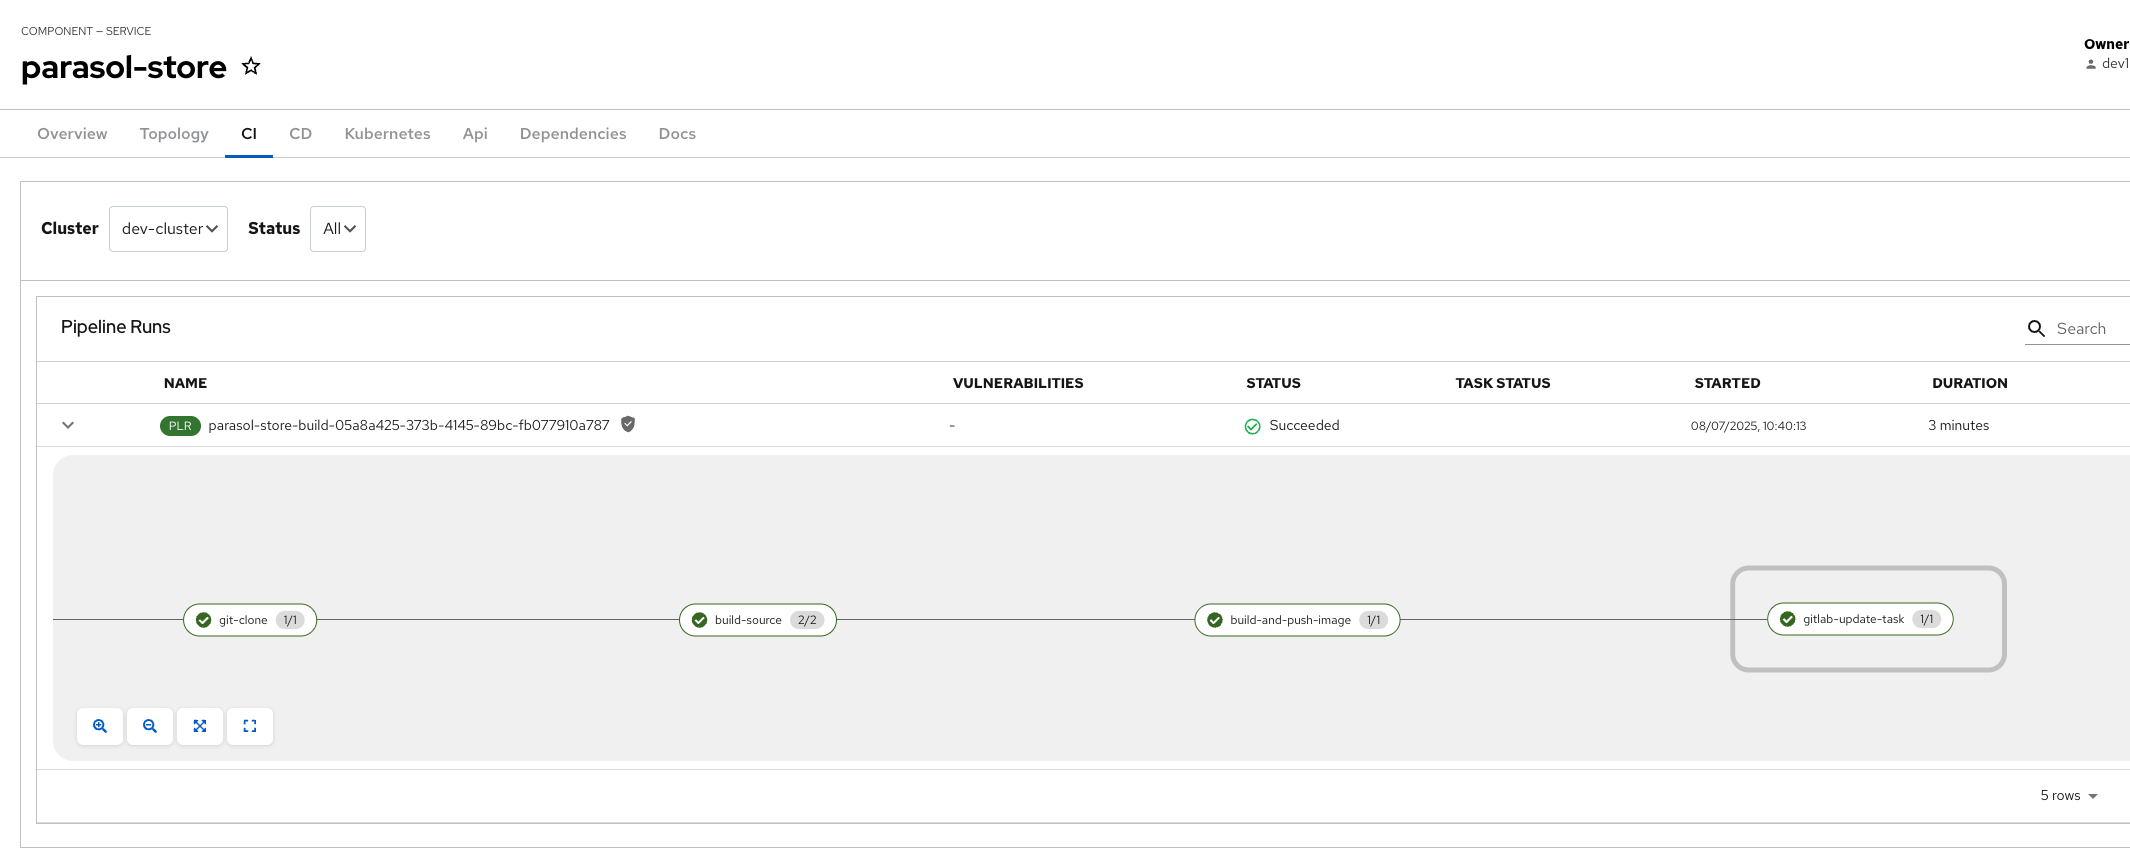 COMPONENT — SERVICE
parasol-store
Owner
dev1
Overview Topology CI CD Kubernetes Api Dependencies Docs
Cluster dev-cluster Status All
Pipeline Runs
Search
NAME VULNERABILITIES STATUS TASK STATUS STARTED DURATION
PLR parasol-store-build-05a8a425-373b-4145-89bc-fb077910a787 - Succeeded 08/07/2025, 10:40:13 3 minutes
git-clone 1/1 build-source 2/2 build-and-push-image 1/1 gitlab-update-task 1/1
5 rows